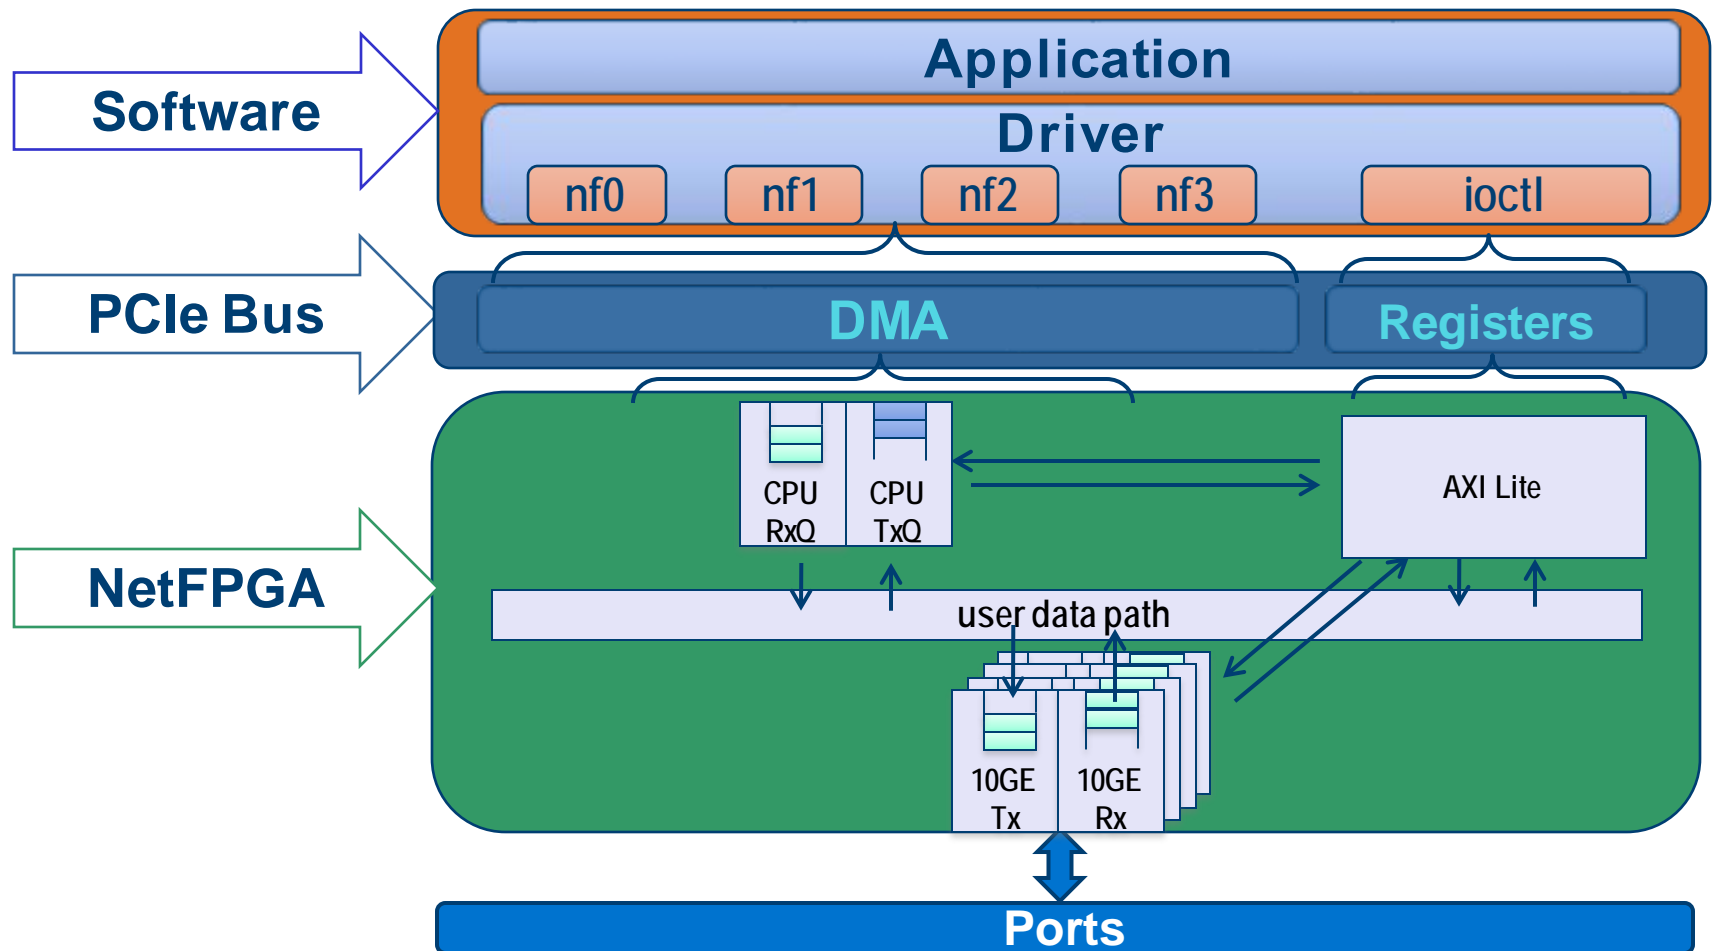 Application
Software
Driver
nf0
nf1
nf2
nf3
ioctl
PCIe Bus
DMA
Registers
CPU
RxQ
CPU
TxQ
AXI Lite
NetFPGA
user data path
10GE
Tx
10GE
Rx
Ports